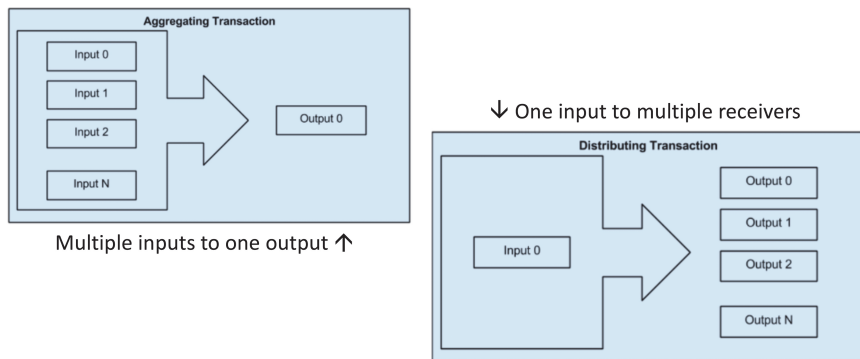 Aggregating Transaction
Input 0
Input 1
Input 2
Input N
Output 0
Multiple inputs to one output ↑
↓ One input to multiple receivers
Distributing Transaction
Input 0
Output 0
Output 1
Output 2
Output N